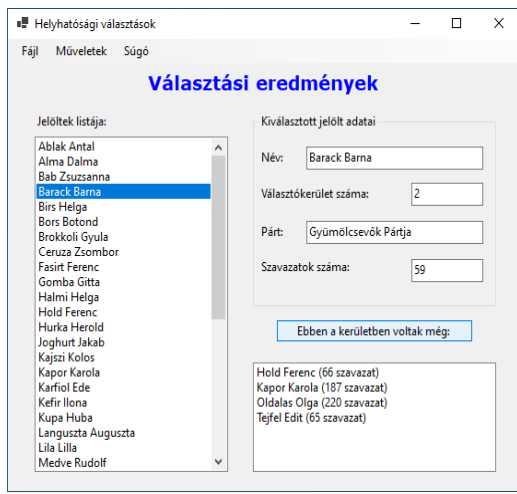 Helyhatósági választások
Fájl Műveletek Súgó
Választási eredmények
Jelöltek listája:
Ablak Antal
Alma Dalma
Bab Zsuzsanna
Barack Barna
Birs Helga
Bors Botond
Brokkoli Gyula
Ceruza Zsombor
Fasirt Ferenc
Gomba Gitta
Halmi Helga
Hold Ferenc
Hurka Herold
Joghurt Jakab
Kajszi Kolos
Kapor Karola
Karfiol Ede
Kefir Ilona
Kupa Huba
Languszta Auguszta
Lila Lilla
Medve Rudolf
Kiválasztott jelölt adatai
Név: Barack Barna
Választókerület száma: 2
Párt: Gyümölcsevők Pártja
Szavazatok száma: 59
Ebben a kerületben voltak még:
Hold Ferenc (66 szavazat)
Kapor Karola (187 szavazat)
Oldalas Olga (220 szavazat)
Tejfel Edit (65 szavazat)